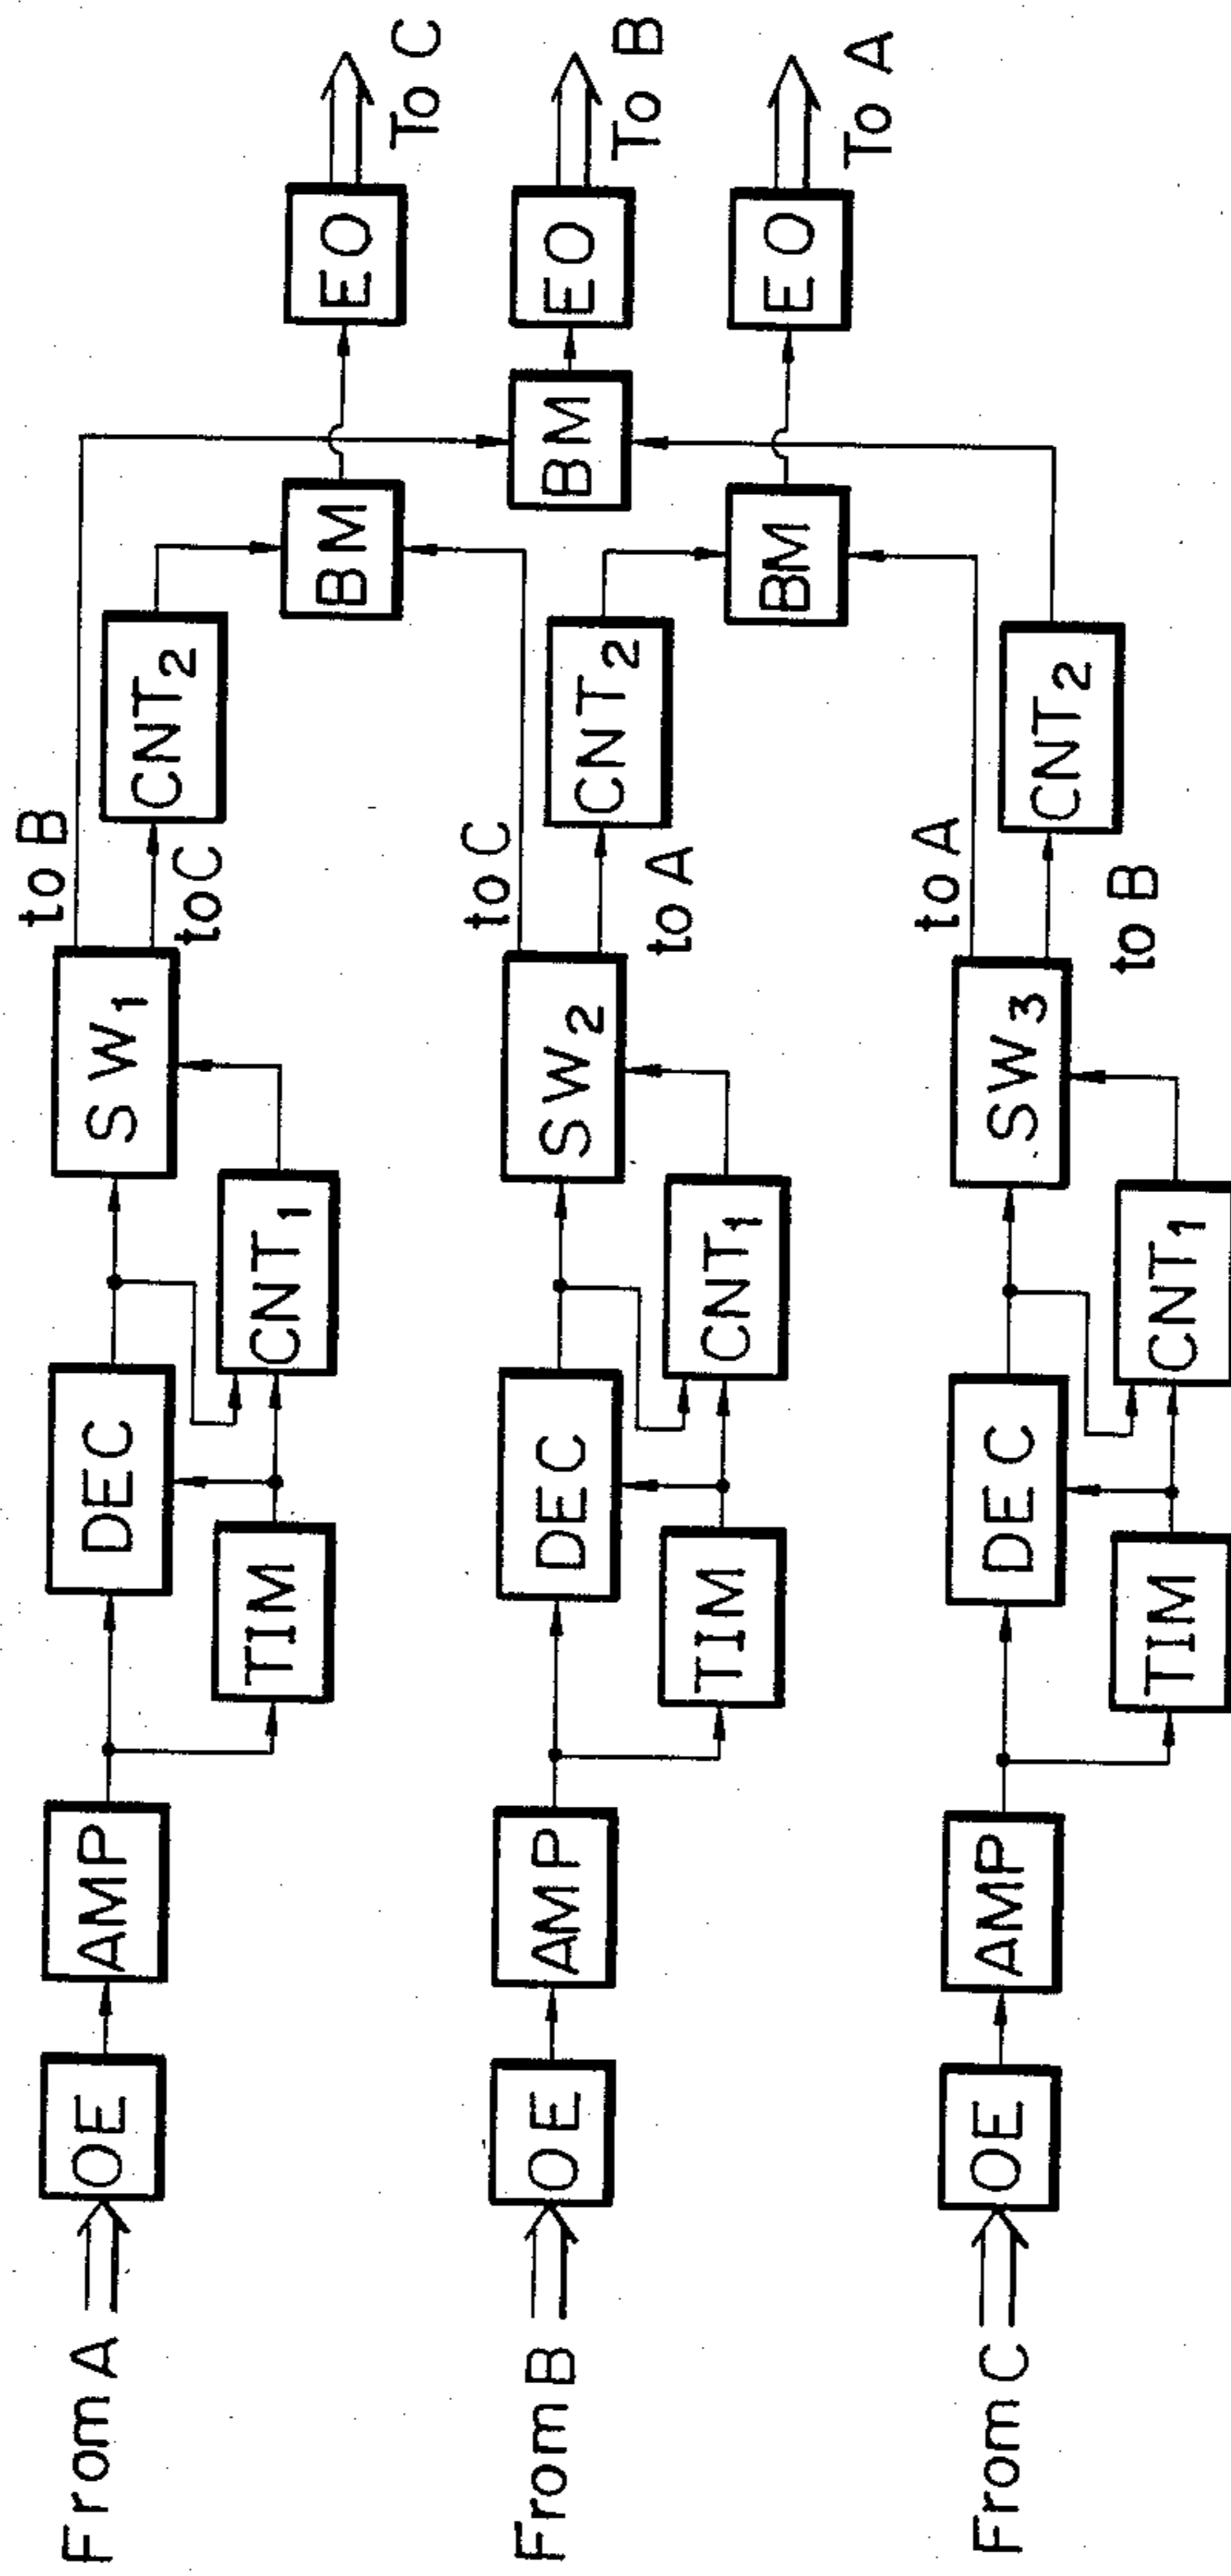 From A
OE
AMP
TIM
DEC
CNT1
SW1
to B
to C
CNT2
BM
EO
To C
From B
OE
AMP
TIM
DEC
CNT1
SW2
to C
to A
CNT2
BM
EO
To B
From C
OE
AMP
TIM
DEC
CNT1
SW3
to A
to B
CNT2
BM
EO
To A